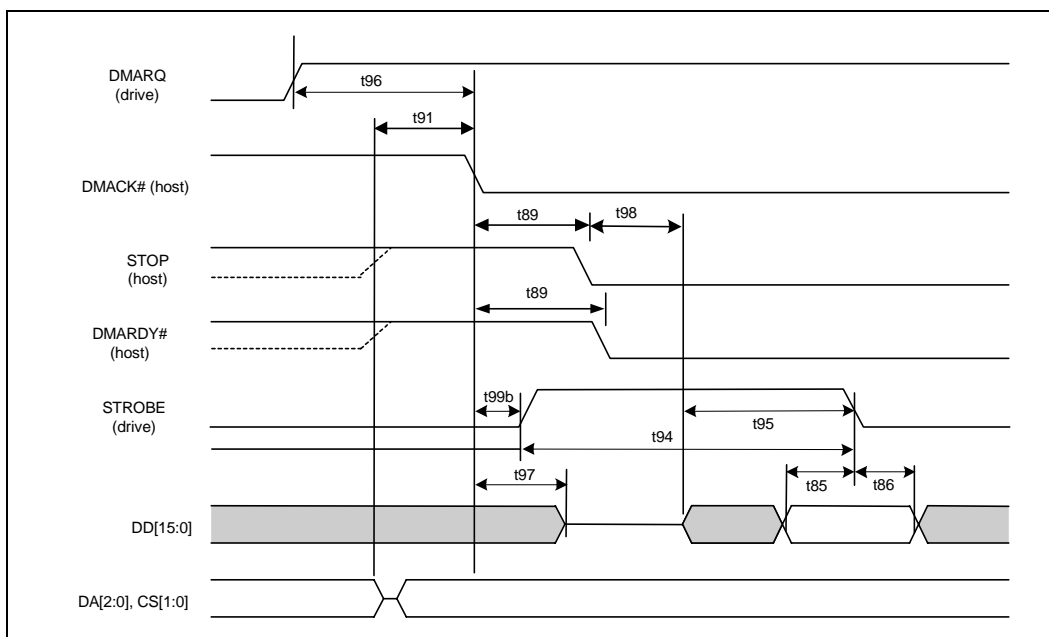 DMARQ
(drive)
t96
t91
DMACK# (host)
t89
t98
STOP
(host)
t89
DMARDY#
(host)
t99b
STROBE
(drive)
t95
t94
t97
t85
t86
DD[15:0]
DA[2:0], CS[1:0]